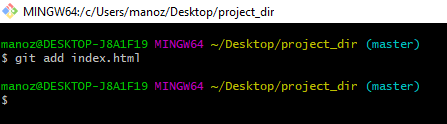 MINGW64:/c/Users/manoz/Desktop/project_dir
manoz@DESKTOP-J8A1F19 MINGW64 ~/Desktop/project_dir (master)
$ git add index.html
manoz@DESKTOP-J8A1F19 MINGW64 ~/Desktop/project_dir (master)
$